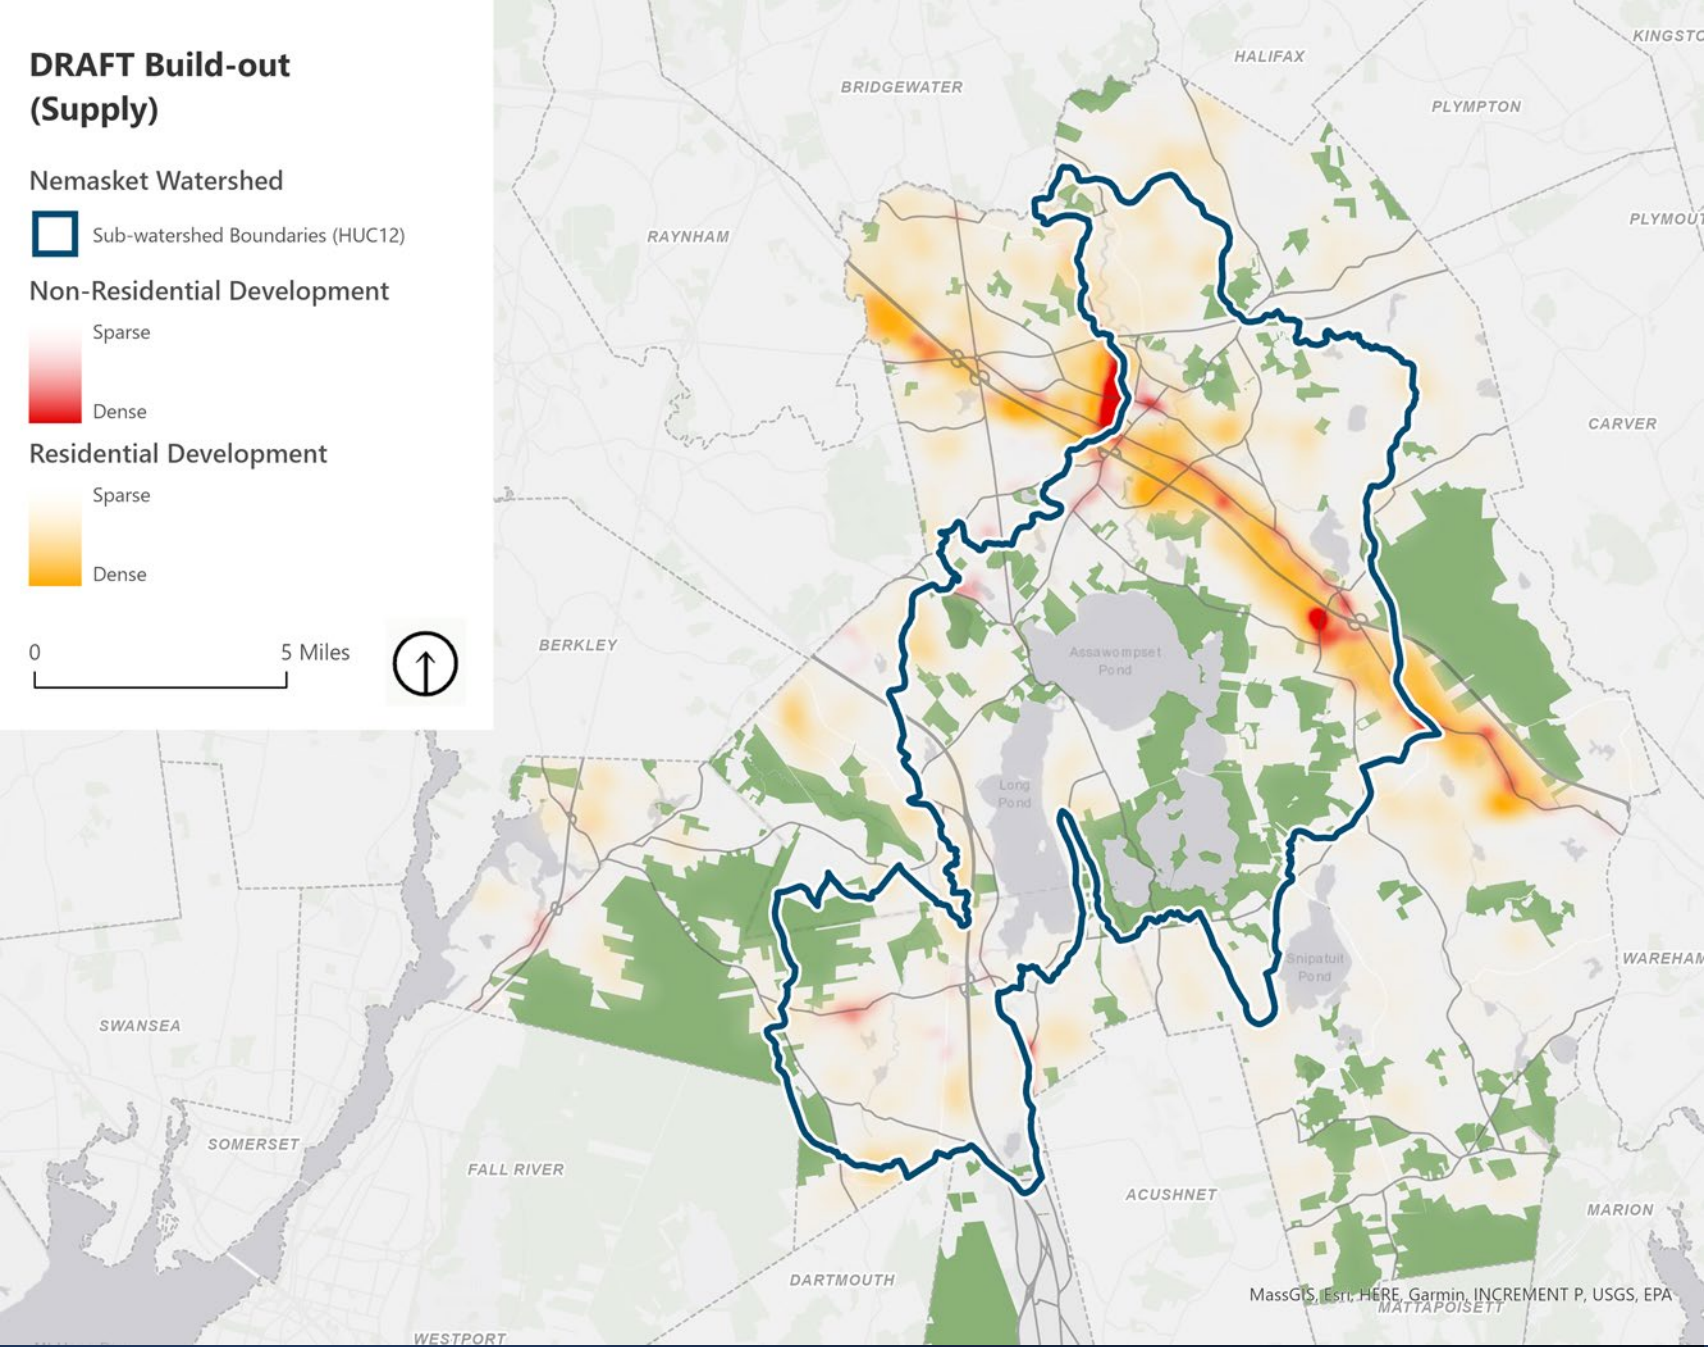 DRAFT Build-out
(Supply)
Nemasket Watershed
Sub-watershed Boundaries (HUC12)
Non-Residential Development
Sparse
Dense
Residential Development
Sparse
Dense
0
5 Miles
KINGSTO
HALIFAX
BRIDGEWATER
PLYMPTON
PLYMOUT
RAYNHAM
CARVER
BERKLEY
Assawompset
Pond
Long
Pond
Snipatuit
Pond
WAREHAM
SWANSEA
SOMERSET
FALL RIVER
ACUSHNET
MARION
DARTMOUTH
MassGIS, Esri, HERE, Garmin, INCREMENT P, USGS, EPA
MATTAPOISETT
WESTPORT